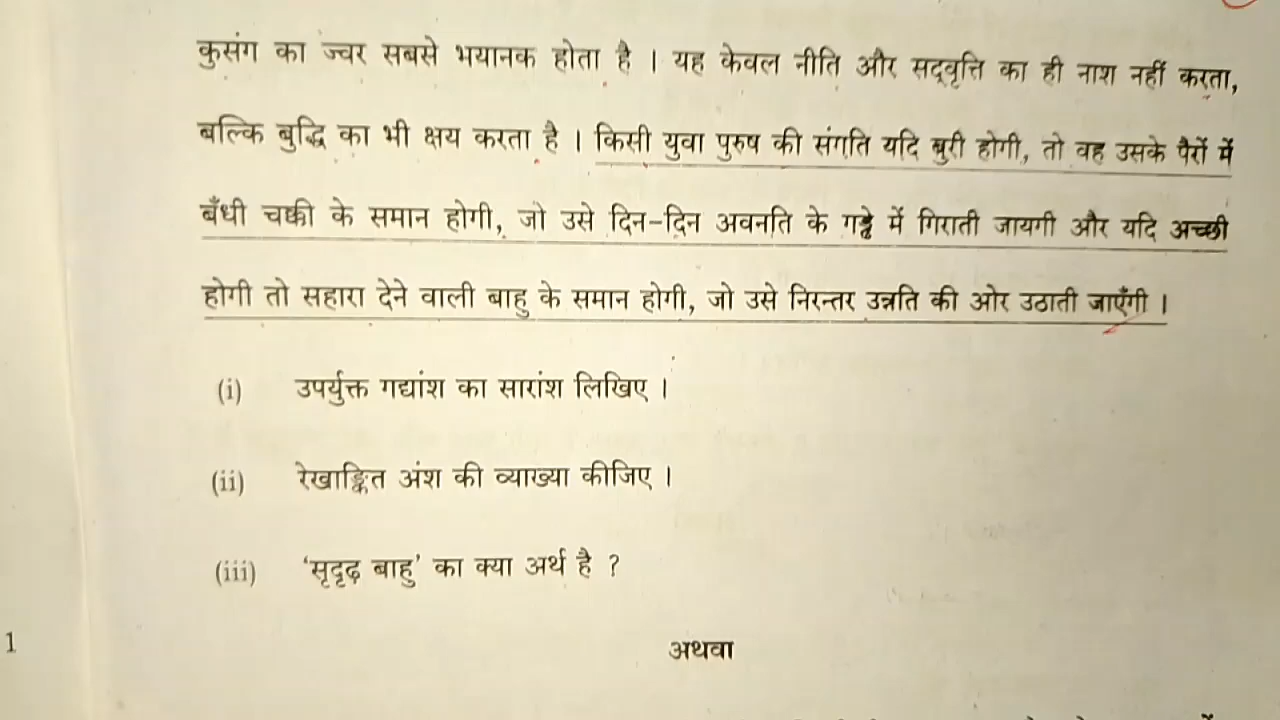 कुसंग का ज्वर सबसे भयानक होता है । यह केवल नीति और सद्‌वृत्ति का ही नाश नहीं करता,
बल्कि बुद्धि का भी क्षय करता है । किसी युवा पुरुष की संगति यदि बुरी होगी, तो वह उसके पैरों में
बँधी चक्की के समान होगी, जो उसे दिन-दिन अवनति के गड्ढे में गिराती जायगी और यदि अच्छी
होगी तो सहारा देने वाली बाहु के समान होगी, जो उसे निरन्तर उन्नति की ओर उठाती जाएँगी ।
(i) उपर्युक्त गद्यांश का सारांश लिखिए ।
(ii) रेखाङ्कित अंश की व्याख्या कीजिए ।
(iii) 'सृदृढ़ बाहु' का क्या अर्थ है ?
1
अथवा